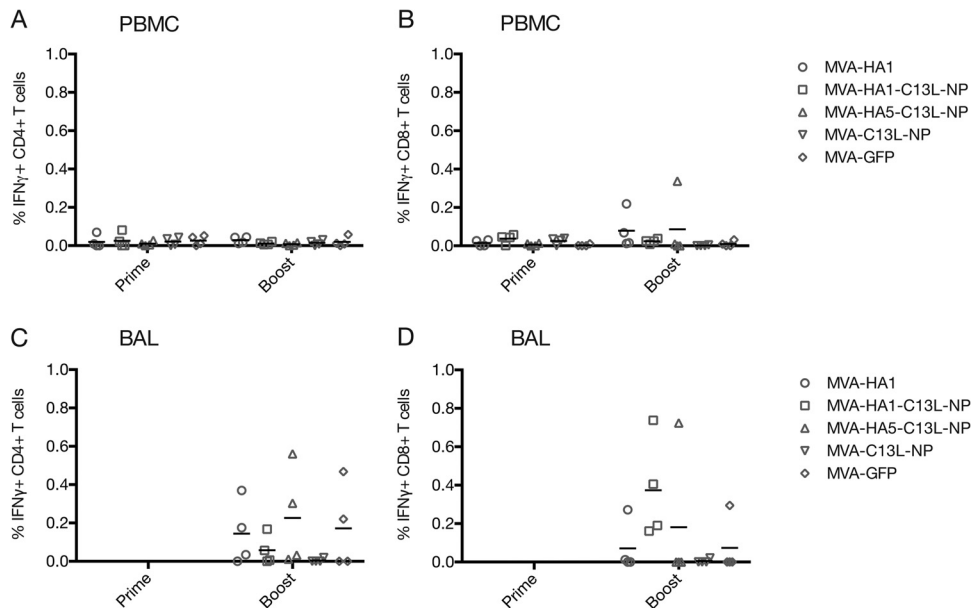 A
PBMC
% IFNγ+ CD4+ T cells
1.0
0.8
0.6
0.4
0.2
0.0
Prime
Boost
B
PBMC
% IFNγ+ CD8+ T cells
1.0
0.8
0.6
0.4
0.2
0.0
Prime
Boost
MVA-HA1
MVA-HA1-C13L-NP
MVA-HA5-C13L-NP
MVA-C13L-NP
MVA-GFP
C
BAL
% IFNγ+ CD4+ T cells
1.0
0.8
0.6
0.4
0.2
0.0
Prime
Boost
D
BAL
% IFNγ+ CD8+ T cells
1.0
0.8
0.6
0.4
0.2
0.0
Prime
Boost
MVA-HA1
MVA-HA1-C13L-NP
MVA-HA5-C13L-NP
MVA-C13L-NP
MVA-GFP